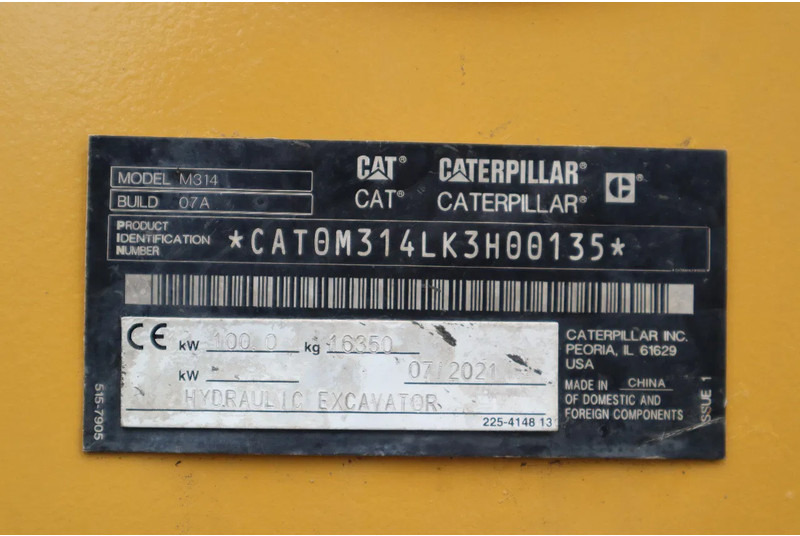 MODEL M314
BUILD 07A
CAT® CATERPILLAR® ®
CAT® CATERPILLAR®
PRODUCT
IDENTIFICATION
NUMBER
*CAT0M314LK3H00135*
CE kW 100.0 kg 16350
kW 07/2021
HYDRAULIC EXCAVATOR
225-4148 13
CATERPILLAR INC.
PEORIA, IL 61629
USA
MADE IN CHINA
OF DOMESTIC AND
FOREIGN COMPONENTS
515-7905
ISSUE 1